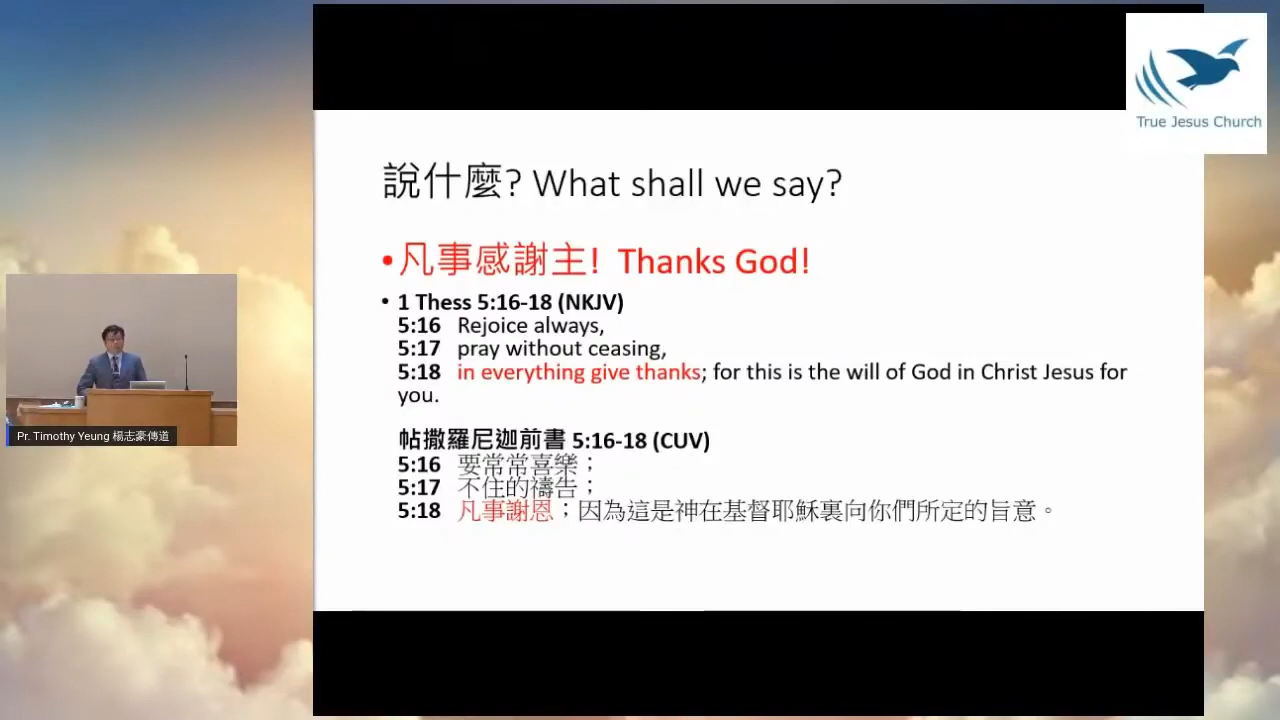 True Jesus Church
說什麼? What shall we say?
•凡事感謝主! Thanks God!
• 1 Thess 5:16-18 (NKJV)
5:16 Rejoice always,
5:17 pray without ceasing,
5:18 in everything give thanks; for this is the will of God in Christ Jesus for
you.
帖撒羅尼迦前書 5:16-18 (CUV)
5:16 要常常喜樂；
5:17 不住的禱告；
5:18 凡事謝恩；因為這是神在基督耶穌裏向你們所定的旨意。
Pr. Timothy Yeung 楊志豪傳道